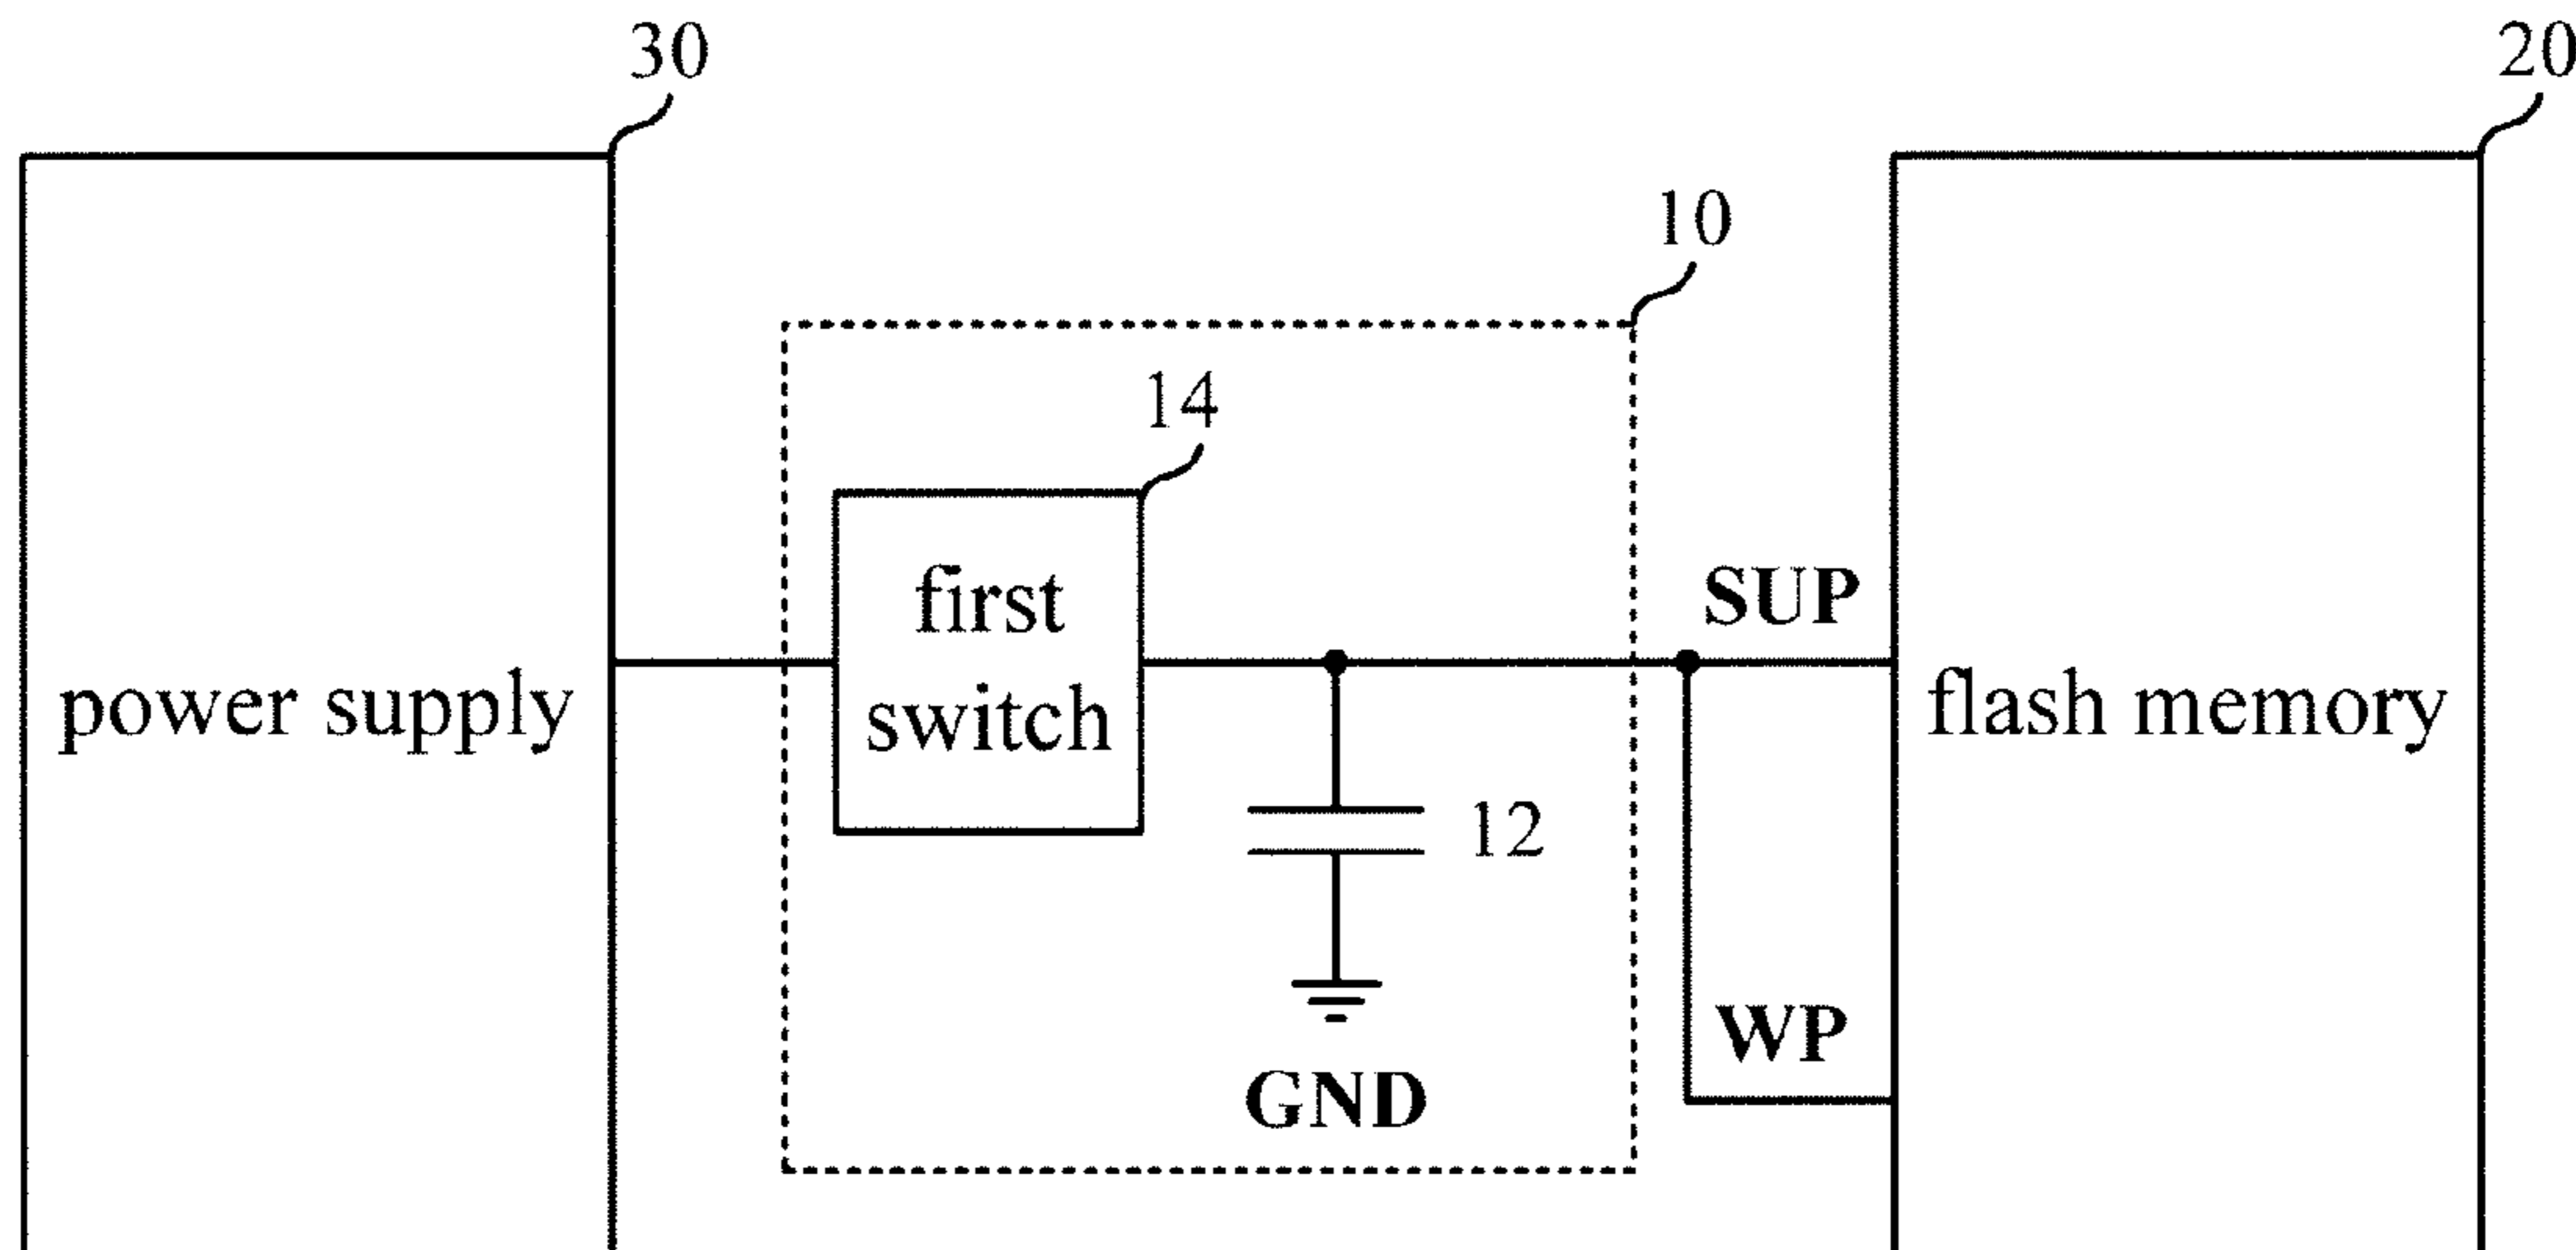 30
20
10
14
first
switch
SUP
power supply
flash memory
12
WP
GND